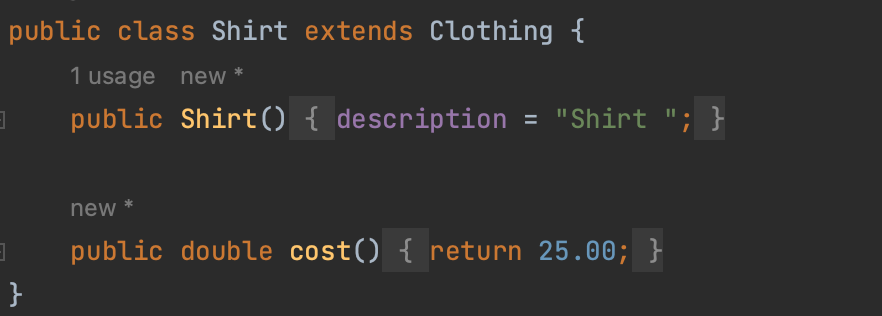 public class Shirt extends Clothing {
1 usage new *
public Shirt() { description = "Shirt "; }
new *
public double cost() { return 25.00; }
}